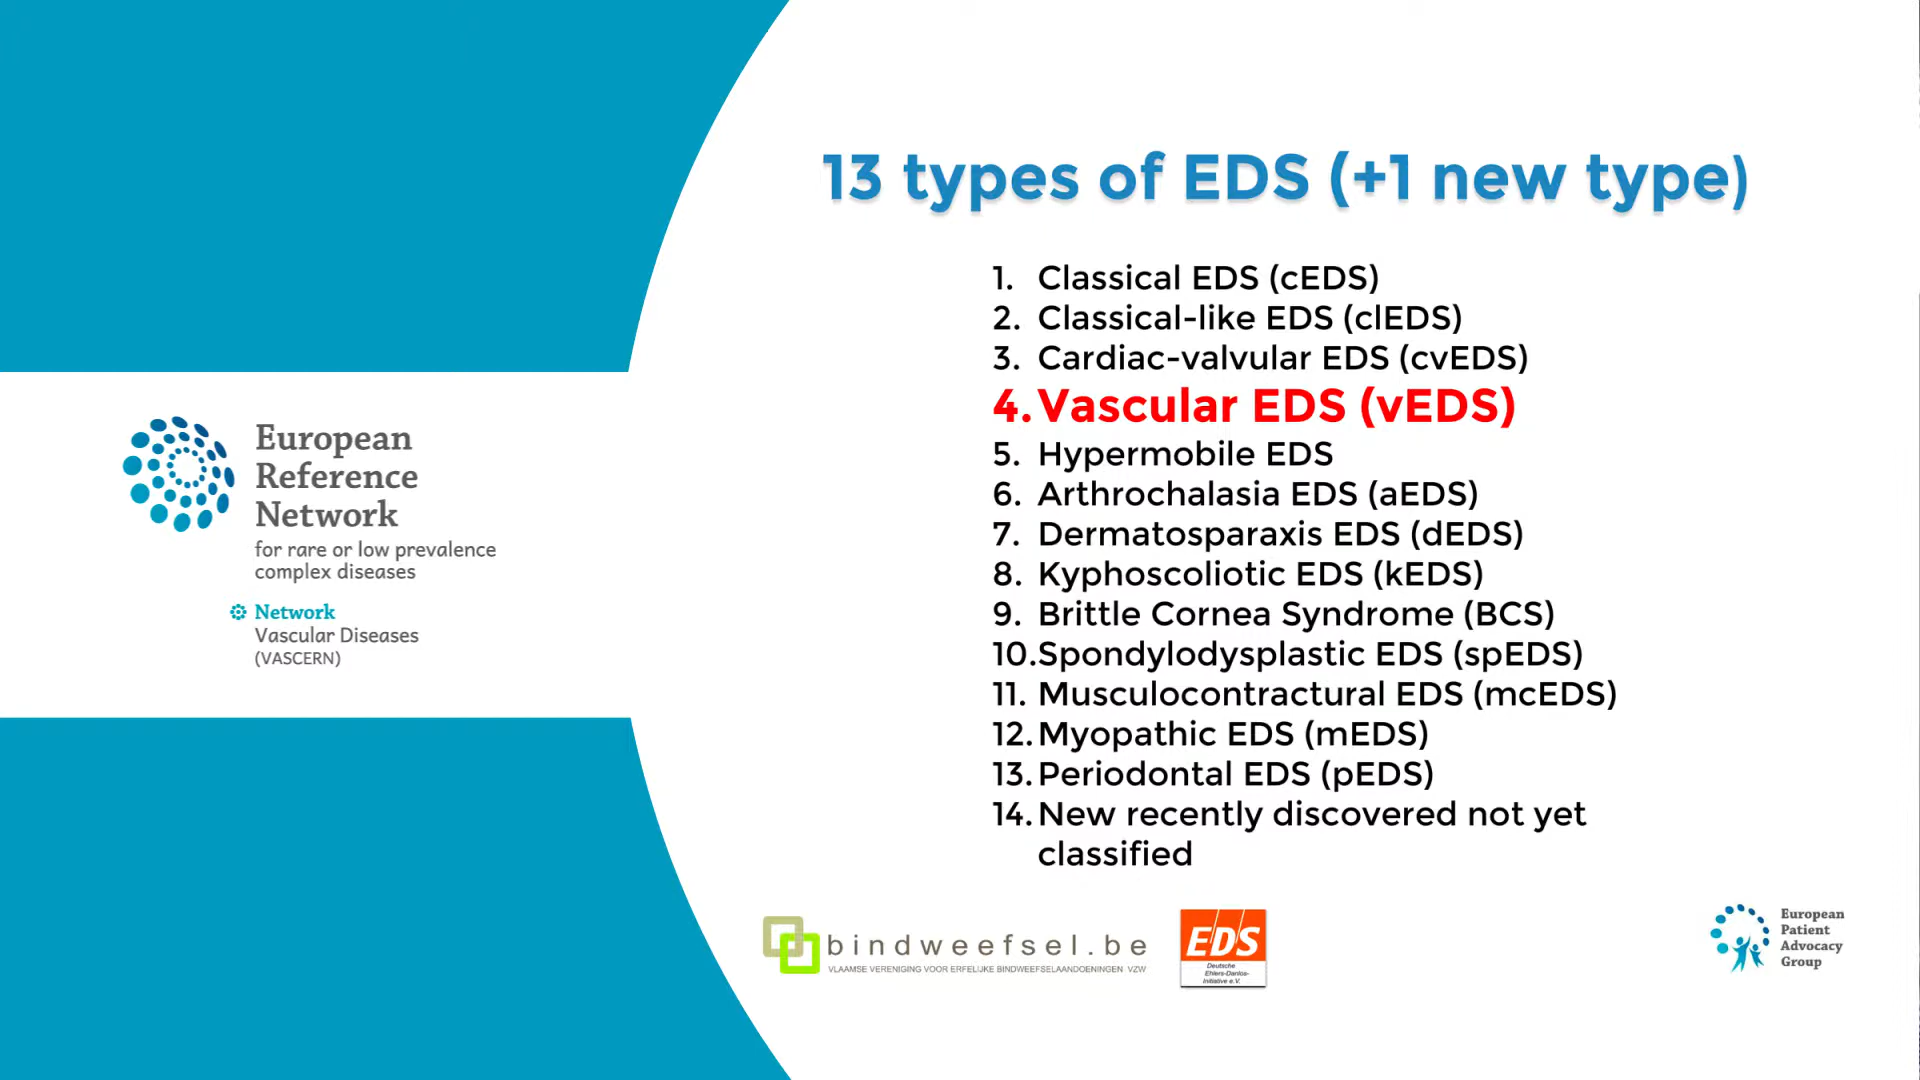 13 types of EDS (+1 new type)
1. Classical EDS (cEDS)
2. Classical-like EDS (clEDS)
3. Cardiac-valvular EDS (cvEDS)
4. Vascular EDS (vEDS)
5. Hypermobile EDS
6. Arthrochalasia EDS (aEDS)
7. Dermatosparaxis EDS (dEDS)
8. Kyphoscoliotic EDS (kEDS)
9. Brittle Cornea Syndrome (BCS)
10. Spondylodysplastic EDS (spEDS)
11. Musculocontractural EDS (mcEDS)
12. Myopathic EDS (mEDS)
13. Periodontal EDS (pEDS)
14. New recently discovered not yet
classified
European
Reference
Network
for rare or low prevalence
complex diseases
Network
Vascular Diseases
(VASCERN)
bindweefsel.be
VLAAMSE VERENIGING VOOR ERFELIJKE BINDWEEFSELAANDOENINGEN VZW
EDS
Deutsche
Ehlers-Danlos-
Initiative e.V.
European
Patient
Advocacy
Group